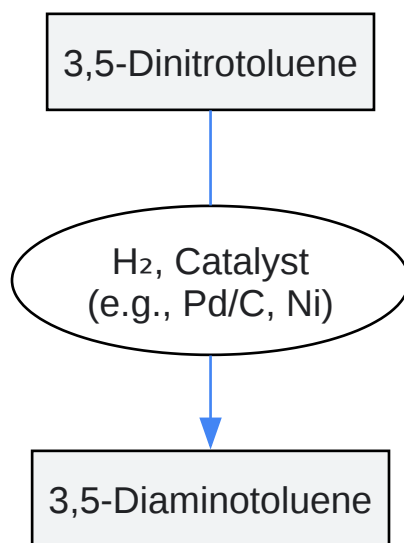 3,5-Dinitrotoluene
H₂, Catalyst
(e.g., Pd/C, Ni)
3,5-Diaminotoluene